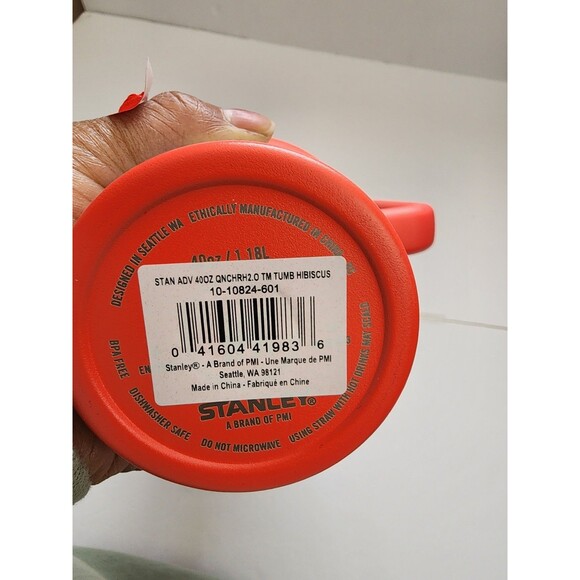 DESIGNED IN SEATTLE WA
ETHICALLY MANUFACTURED IN
40oz / 1.18L
STAN ADV 40OZ QNCHRH2.0 TM TUMB HIBISCUS
10-10824-601
0 41604 41983 6
Stanley® - A Brand of PMI - Une Marque de PMI
Seattle, WA 98121
Made in China - Fabriqué en Chine
STANLEY®
A BRAND OF PMI
BPA FREE
DISHWASHER SAFE
DO NOT MICROWAVE
USING STRAW WITH HOT DRINKS MAY